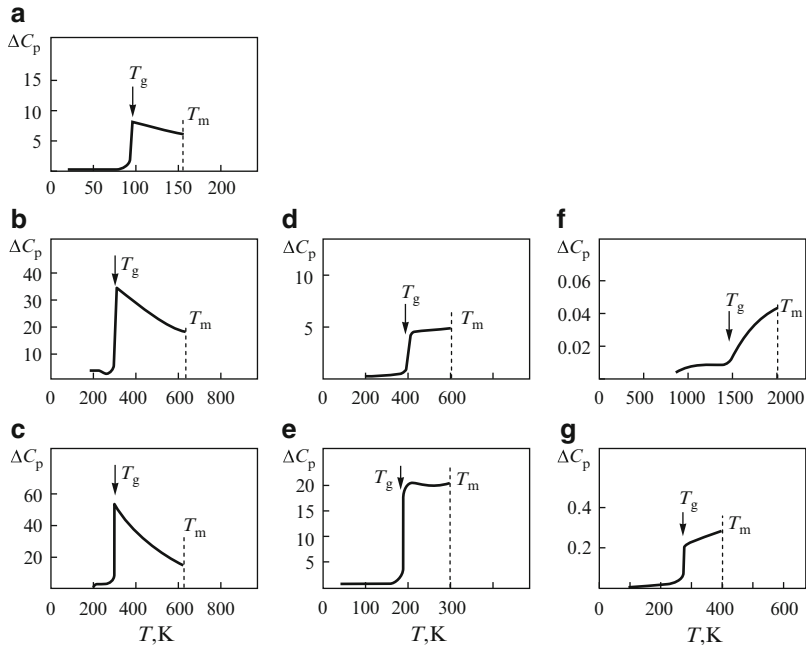 a
ΔCp
15
10
5
Tg
Tm
0 50 100 150 200
b
ΔCp
40
30
20
10
Tg
Tm
0 200 400 600 800
d
ΔCp
10
5
Tg
Tm
0 200 400 600 800
f
ΔCp
0.06
0.04
0.02
Tg
Tm
0 500 1000 1500 2000
c
ΔCp
60
40
20
Tg
Tm
0 200 400 600 800
T,K
e
ΔCp
20
15
10
5
Tg
Tm
0 100 200 300
T,K
g
ΔCp
0.4
0.2
Tg
Tm
0 200 400 600
T,K